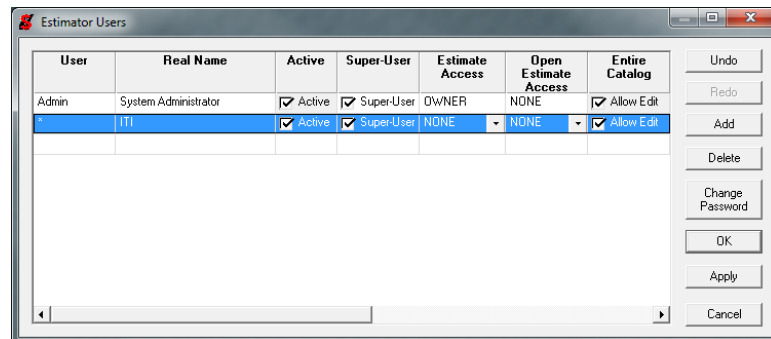 Estimator Users
User Real Name Active Super-User Estimate Access Open Estimate Access Entire Catalog
Admin System Administrator Active Super-User OWNER NONE Allow Edit
* ITI Active Super-User NONE NONE Allow Edit
Undo
Redo
Add
Delete
Change
Password
OK
Apply
Cancel